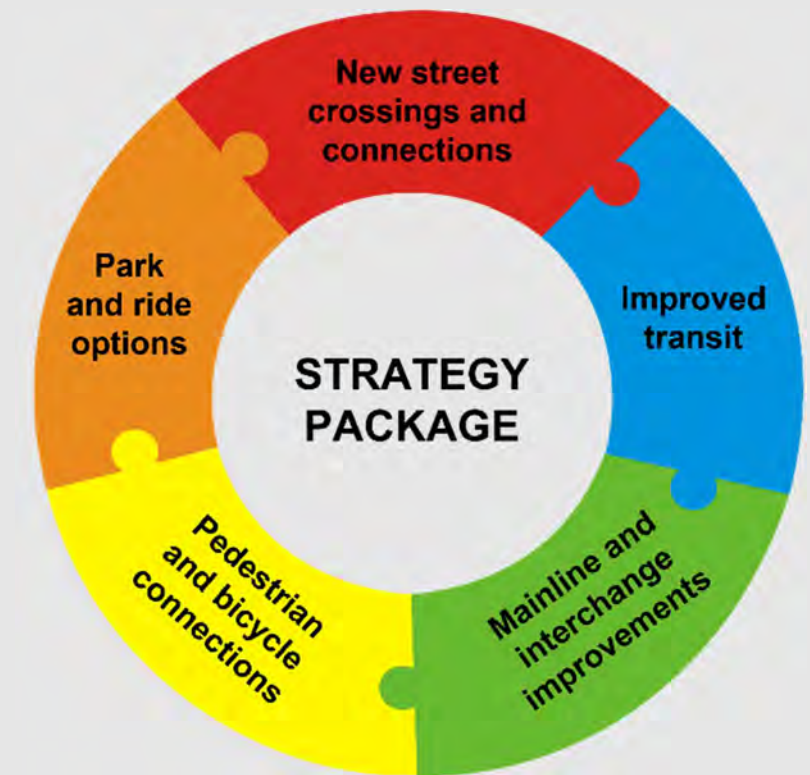 New street
crossings and
connections
Improved
transit
Mainline and
interchange
improvements
Pedestrian
and bicycle
connections
Park
and ride
options
STRATEGY
PACKAGE